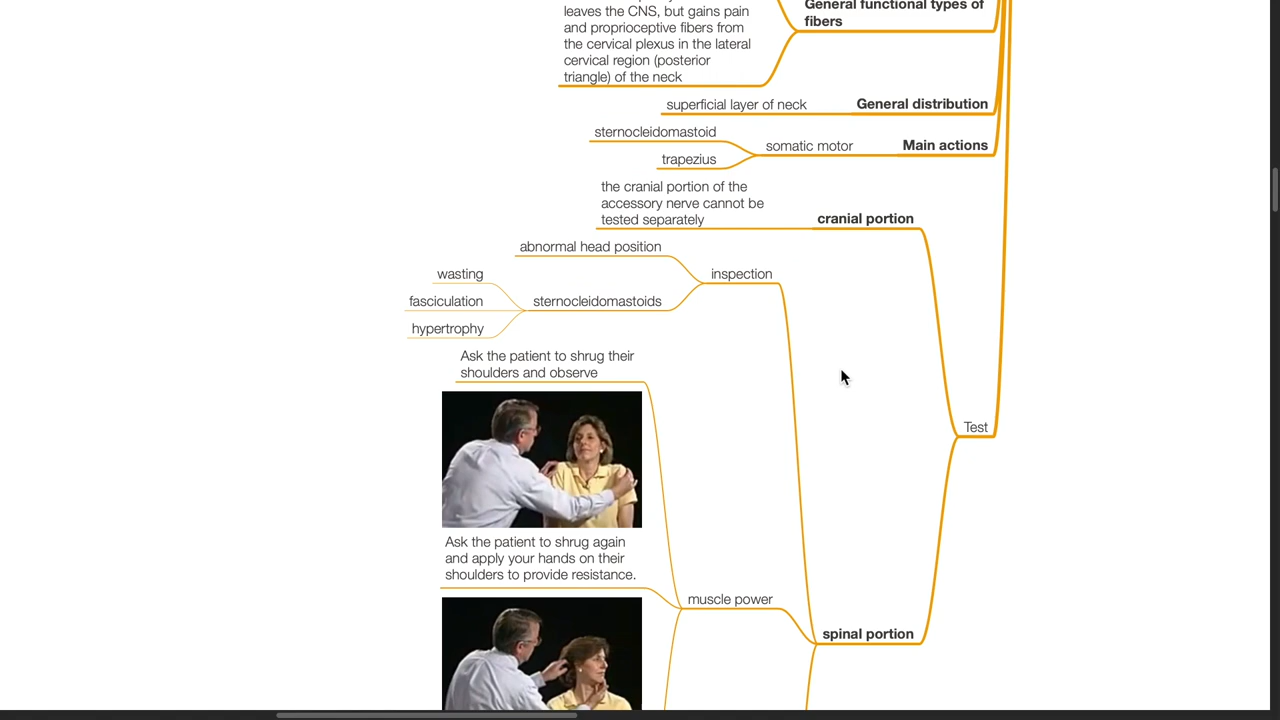 General functional types of
fibers
leaves the CNS, but gains pain
and proprioceptive fibers from
the cervical plexus in the lateral
cervical region (posterior
triangle) of the neck
superficial layer of neck
General distribution
sternocleidomastoid
trapezius
somatic motor
Main actions
the cranial portion of the
accessory nerve cannot be
tested separately
cranial portion
abnormal head position
wasting
fasciculation
hypertrophy
sternocleidomastoids
inspection
Ask the patient to shrug their
shoulders and observe
Test
Ask the patient to shrug again
and apply your hands on their
shoulders to provide resistance.
muscle power
spinal portion